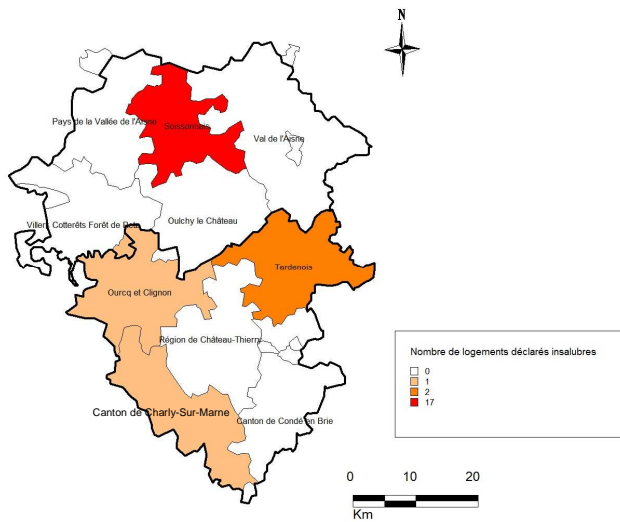 N
Pays de la Vallée de l'Aisne
Soissonnais
Val de l'Aisne
Villers Cotterêts Forêt de Retz
Oulchy le Château
Tardenois
Ourcq et Clignon
Région de Château-Thierry
Canton de Charly-Sur-Marne
Canton de Condé en Brie
Nombre de logements déclarés insalubres
0
1
2
17
0 10 20
Km